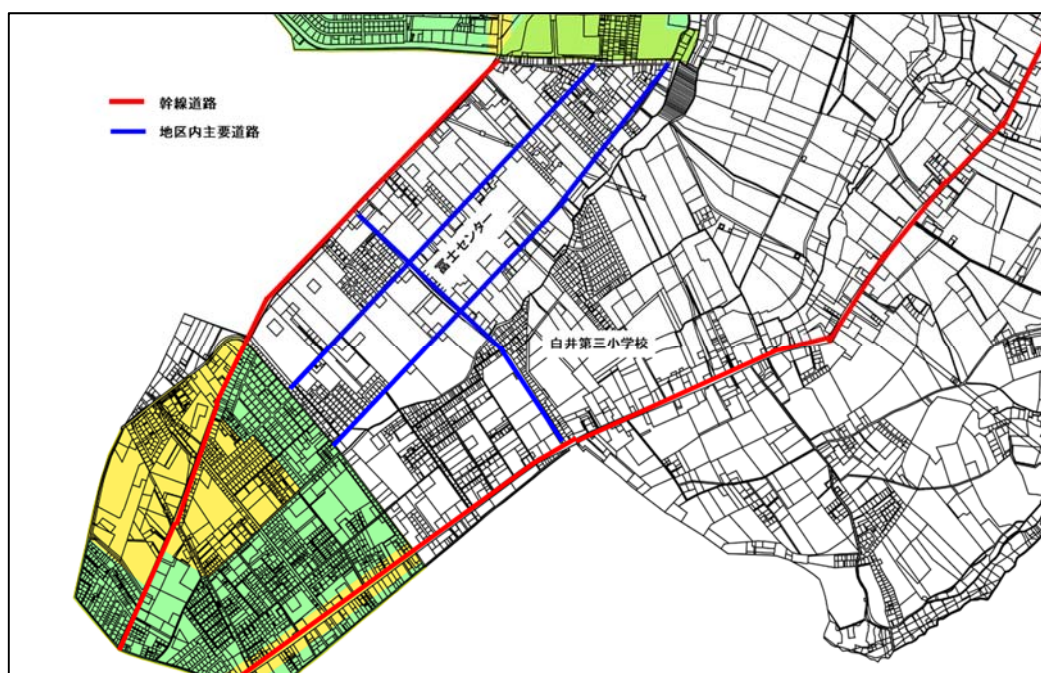 幹線道路
地区内主要道路
冨士センター
白井第三小学校